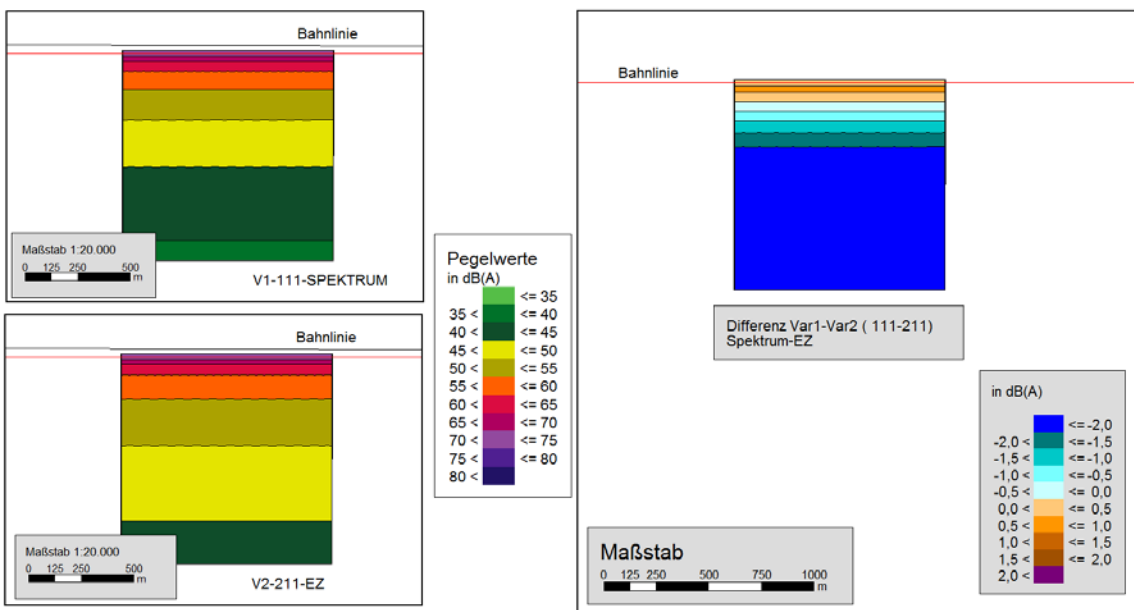 Bahnlinie
Maßstab 1:20.000
0 125 250 500
m
V1-111-SPEKTRUM
Bahnlinie
Maßstab 1:20.000
0 125 250 500
m
V2-211-EZ
Pegelwerte
in dB(A)
<= 35
35 < <= 40
40 < <= 45
45 < <= 50
50 < <= 55
55 < <= 60
60 < <= 65
65 < <= 70
70 < <= 75
75 < <= 80
80 <
Bahnlinie
Differenz Var1-Var2 ( 111-211)
Spektrum-EZ
in dB(A)
<= -2,0
-2,0 < <= -1,5
-1,5 < <= -1,0
-1,0 < <= -0,5
-0,5 < <= 0,0
0,0 < <= 0,5
0,5 < <= 1,0
1,0 < <= 1,5
1,5 < <= 2,0
2,0 <
Maßstab
0 125 250 500 750 1000
m